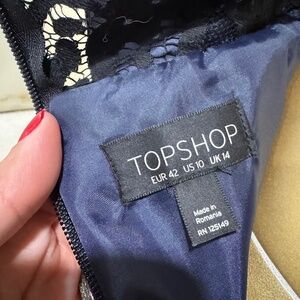 TOPSHOP
EUR 42 US 10 UK 14
Made in
Romania
RN 125149